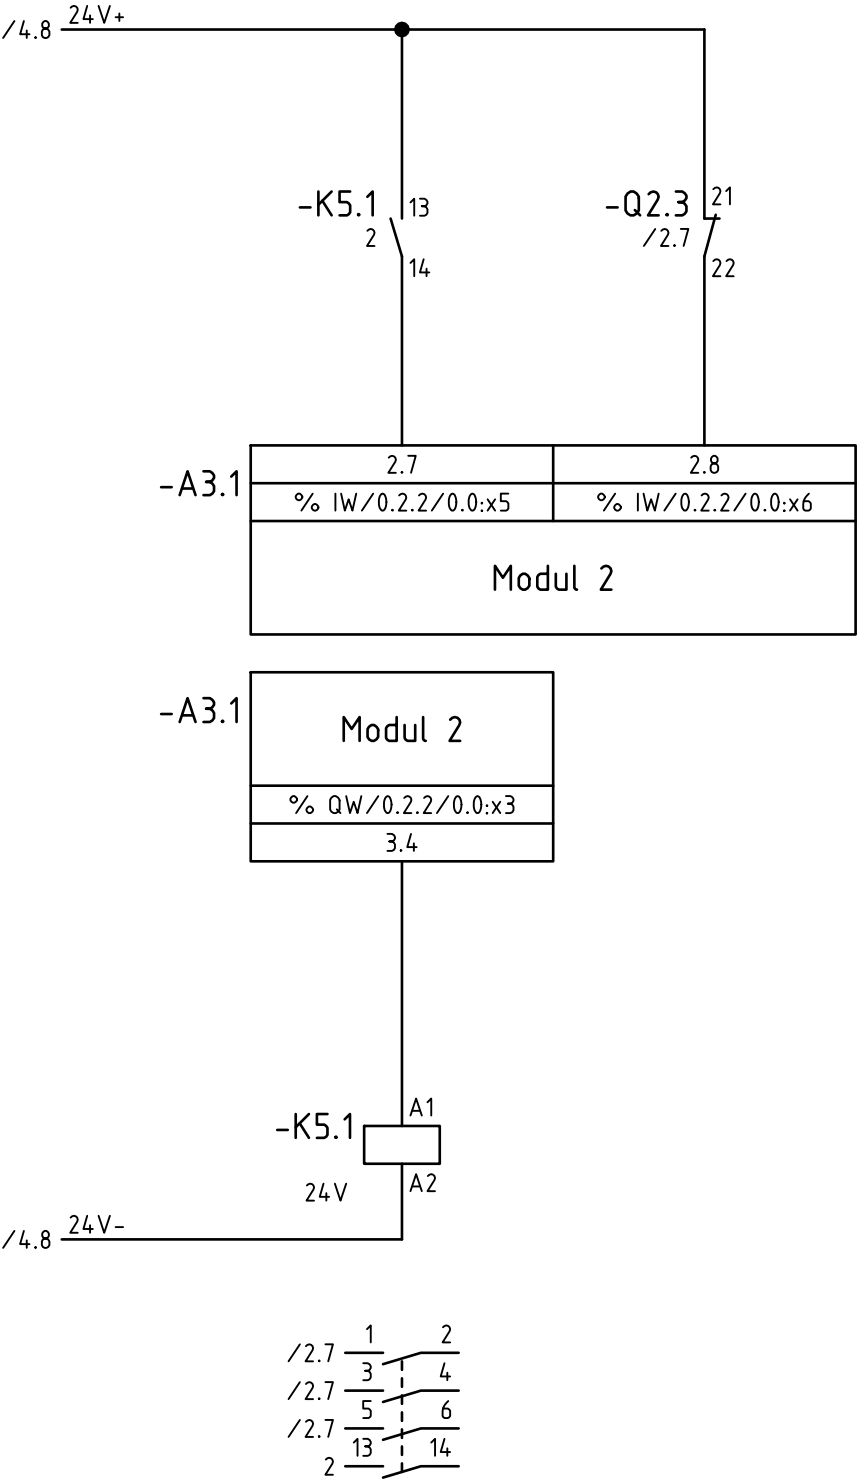 24V+
/4.8
-K5.1 13
2
14
-Q2.3 21
/2.7
22
-A3.1
2.7 2.8
% IW/0.2.2/0.0:x5 % IW/0.2.2/0.0:x6
Modul 2
-A3.1
Modul 2
% QW/0.2.2/0.0:x3
3.4
-K5.1 A1
24V A2
24V-
/4.8
1 2
/2.7
3 4
/2.7
5 6
/2.7
13 14
2